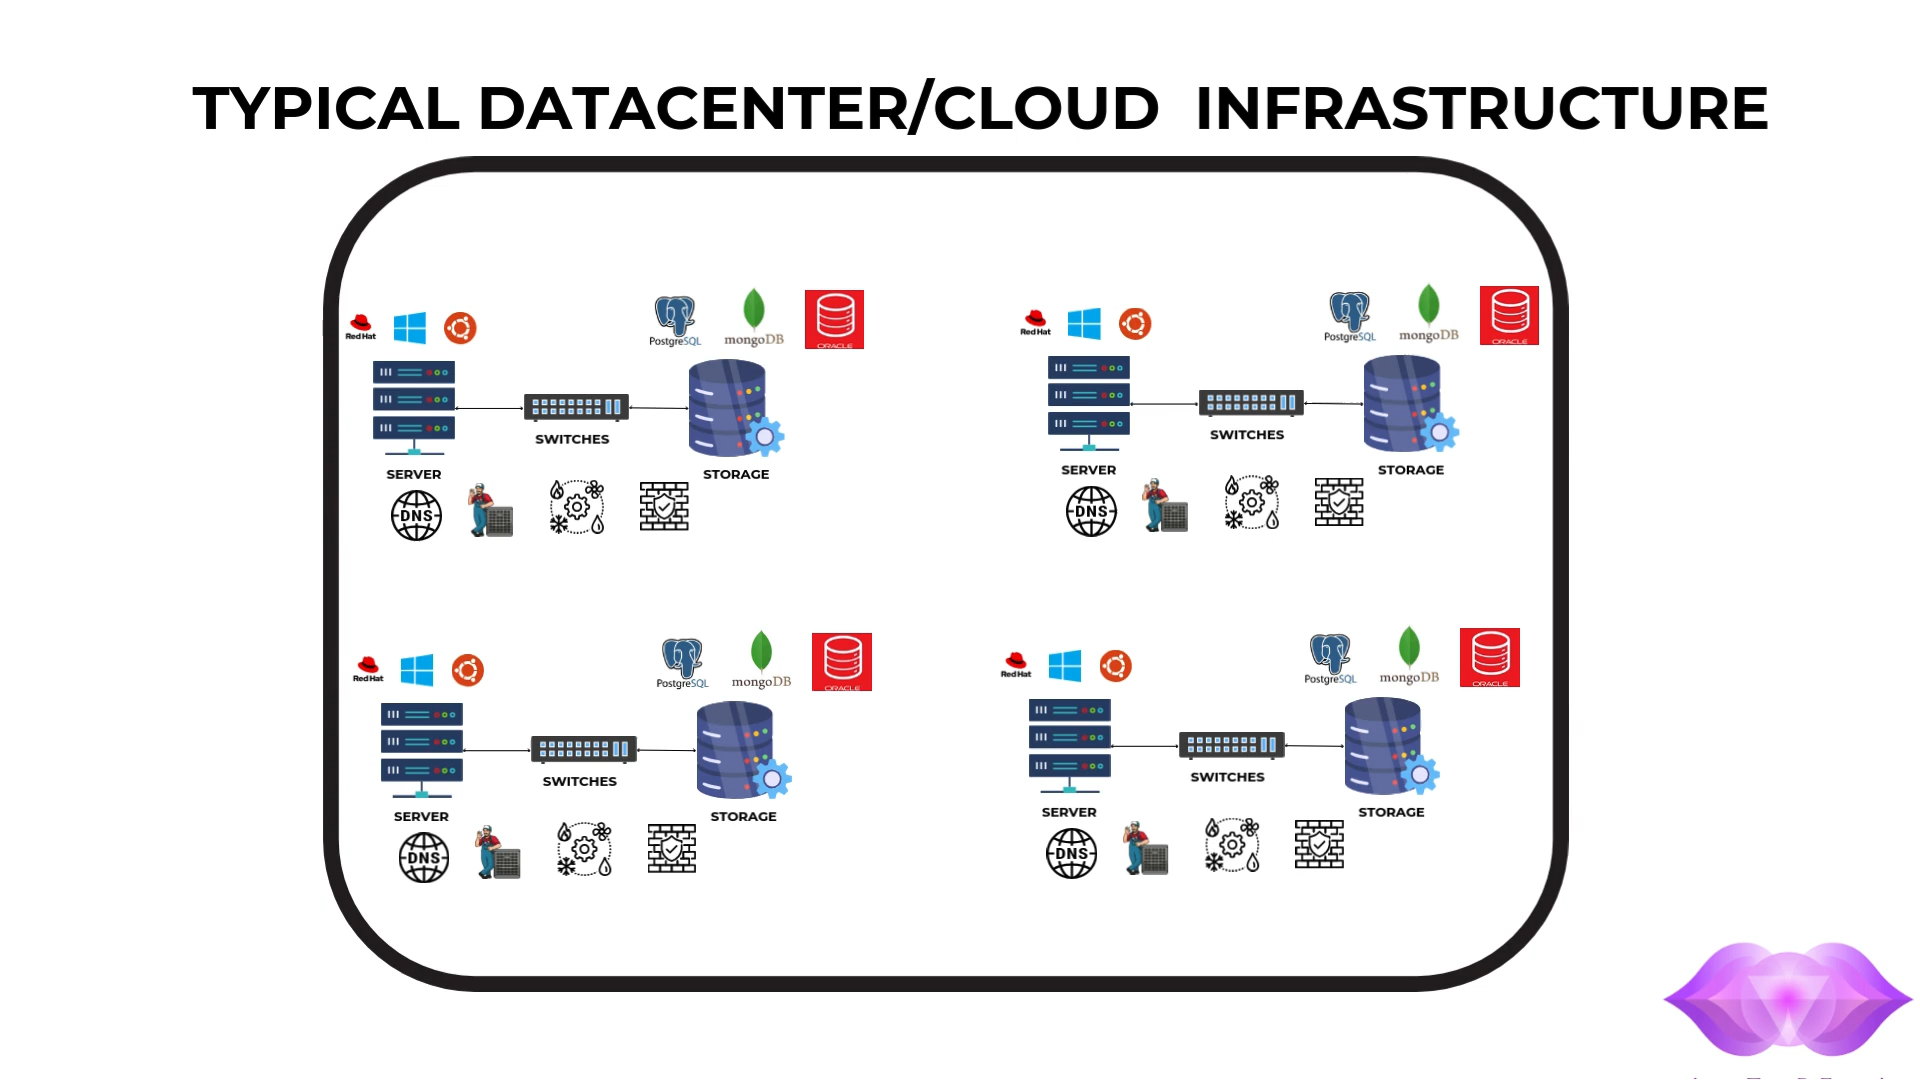 TYPICAL DATACENTER/CLOUD INFRASTRUCTURE
Red Hat
PostgreSQL
mongoDB
ORACLE
SWITCHES
SERVER
STORAGE
DNS
Red Hat
PostgreSQL
mongoDB
ORACLE
SWITCHES
SERVER
STORAGE
DNS
Red Hat
PostgreSQL
mongoDB
ORACLE
SWITCHES
SERVER
STORAGE
DNS
Red Hat
PostgreSQL
mongoDB
ORACLE
SWITCHES
SERVER
STORAGE
DNS